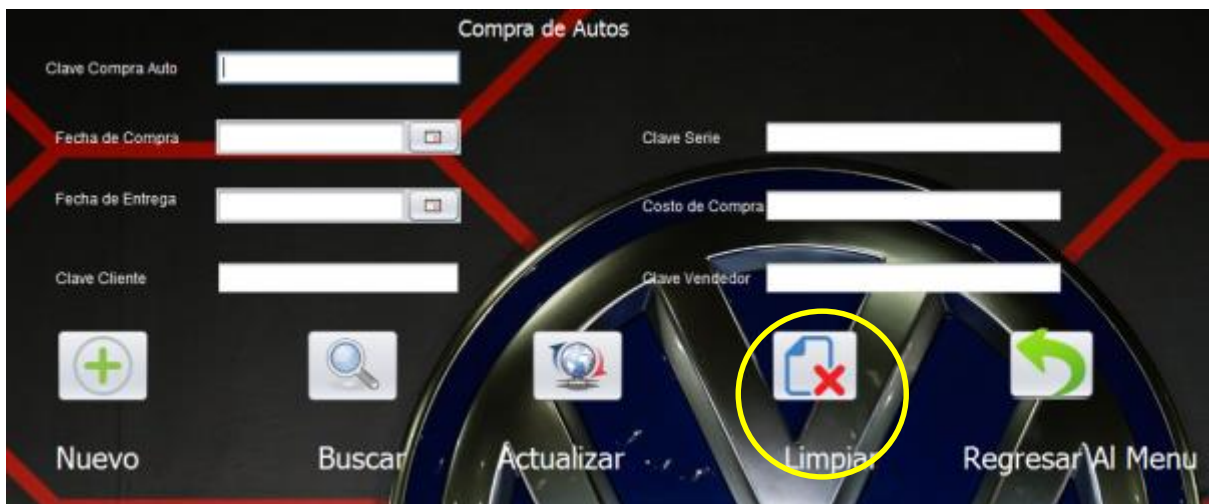 Compra de Autos
Clave Compra Auto
Fecha de Compra
Clave Serie
Fecha de Entrega
Costo de Compra
Clave Cliente
Clave Vendedor
Nuevo
Buscar
Actualizar
Limpiar
Regresar Al Menu